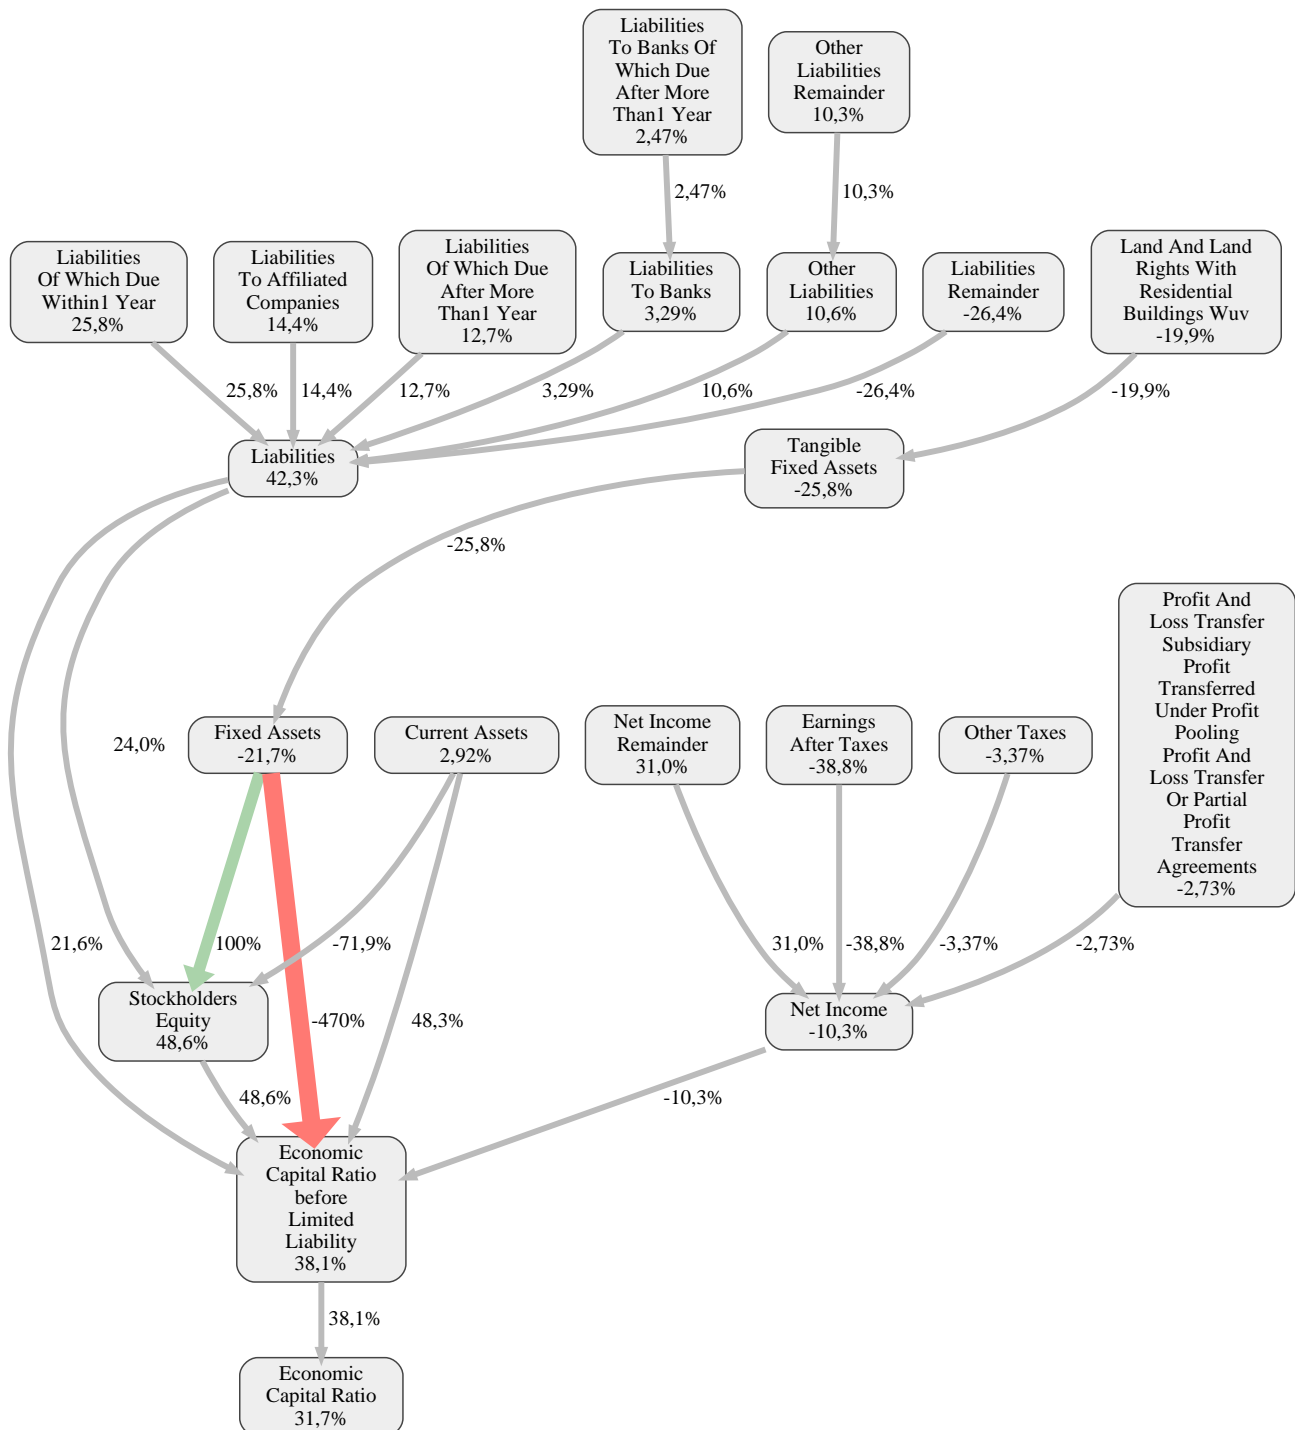 Liabilities
To Banks Of
Which Due
After More
Than1 Year
2,47%
Other
Liabilities
Remainder
10,3%
2,47%
10,3%
Liabilities
Of Which Due
Within1 Year
25,8%
Liabilities
To Affiliated
Companies
14,4%
Liabilities
Of Which Due
After More
Than1 Year
12,7%
Liabilities
To Banks
3,29%
Other
Liabilities
10,6%
Liabilities
Remainder
-26,4%
Land And Land
Rights With
Residential
Buildings Wuv
-19,9%
25,8%
14,4%
12,7%
3,29%
10,6%
-26,4%
-19,9%
Liabilities
42,3%
Tangible
Fixed Assets
-25,8%
-25,8%
Profit And
Loss Transfer
Subsidiary
Profit
Transferred
Under Profit
Pooling
Profit And
Loss Transfer
Or Partial
Profit
Transfer
Agreements
-2,73%
24,0%
Fixed Assets
-21,7%
Current Assets
2,92%
Net Income
Remainder
31,0%
Earnings
After Taxes
-38,8%
Other Taxes
-3,37%
21,6%
100%
-71,9%
31,0%
-38,8%
-3,37%
-2,73%
Stockholders
Equity
48,6%
-470%
48,3%
Net Income
-10,3%
48,6%
-10,3%
Economic
Capital Ratio
before
Limited
Liability
38,1%
38,1%
Economic
Capital Ratio
31,7%